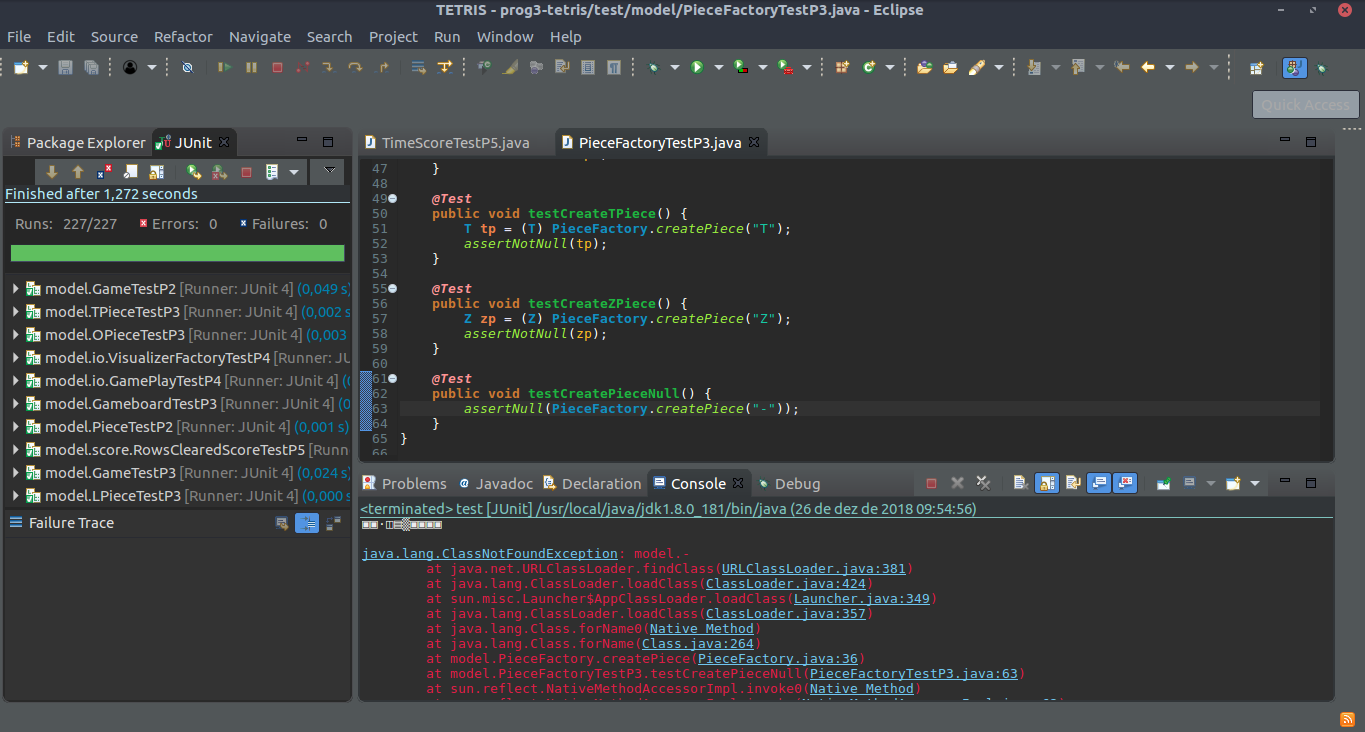 TETRIS - prog3-tetris/test/model/PieceFactoryTestP3.java - Eclipse
File Edit Source Refactor Navigate Search Project Run Window Help
Quick Access
Package Explorer JUnit
Finished after 1,272 seconds
Runs: 227/227 Errors: 0 Failures: 0
model.GameTestP2 [Runner: JUnit 4] (0,049 s)
model.TPieceTestP3 [Runner: JUnit 4] (0,002 s
model.OPieceTestP3 [Runner: JUnit 4] (0,003
model.io.VisualizerFactoryTestP4 [Runner: JU
model.io.GamePlayTestP4 [Runner: JUnit 4] (
model.GameboardTestP3 [Runner: JUnit 4] (0
model.PieceTestP2 [Runner: JUnit 4] (0,001 s)
model.score.RowsClearedScoreTestP5 [Runn
model.GameTestP3 [Runner: JUnit 4] (0,024 s)
model.LPieceTestP3 [Runner: JUnit 4] (0,000 s
Failure Trace
TimeScoreTestP5.java PieceFactoryTestP3.java
47 }
48
49 @Test
50 public void testCreateTPiece() {
51 T tp = (T) PieceFactory.createPiece("T");
52 assertNotNull(tp);
53 }
54
55 @Test
56 public void testCreateZPiece() {
57 Z zp = (Z) PieceFactory.createPiece("Z");
58 assertNotNull(zp);
59 }
60
61 @Test
62 public void testCreatePieceNull() {
63 assertNull(PieceFactory.createPiece("-"));
64 }
65 }
66
Problems Javadoc Declaration Console Debug
<terminated> test [JUnit] /usr/local/java/jdk1.8.0_181/bin/java (26 de dez de 2018 09:54:56)
java.lang.ClassNotFoundException: model.-
at java.net.URLClassLoader.findClass(URLClassLoader.java:381)
at java.lang.ClassLoader.loadClass(ClassLoader.java:424)
at sun.misc.Launcher$AppClassLoader.loadClass(Launcher.java:349)
at java.lang.ClassLoader.loadClass(ClassLoader.java:357)
at java.lang.Class.forName0(Native Method)
at java.lang.Class.forName(Class.java:264)
at model.PieceFactory.createPiece(PieceFactory.java:36)
at model.PieceFactoryTestP3.testCreatePieceNull(PieceFactoryTestP3.java:63)
at sun.reflect.NativeMethodAccessorImpl.invoke0(Native Method)